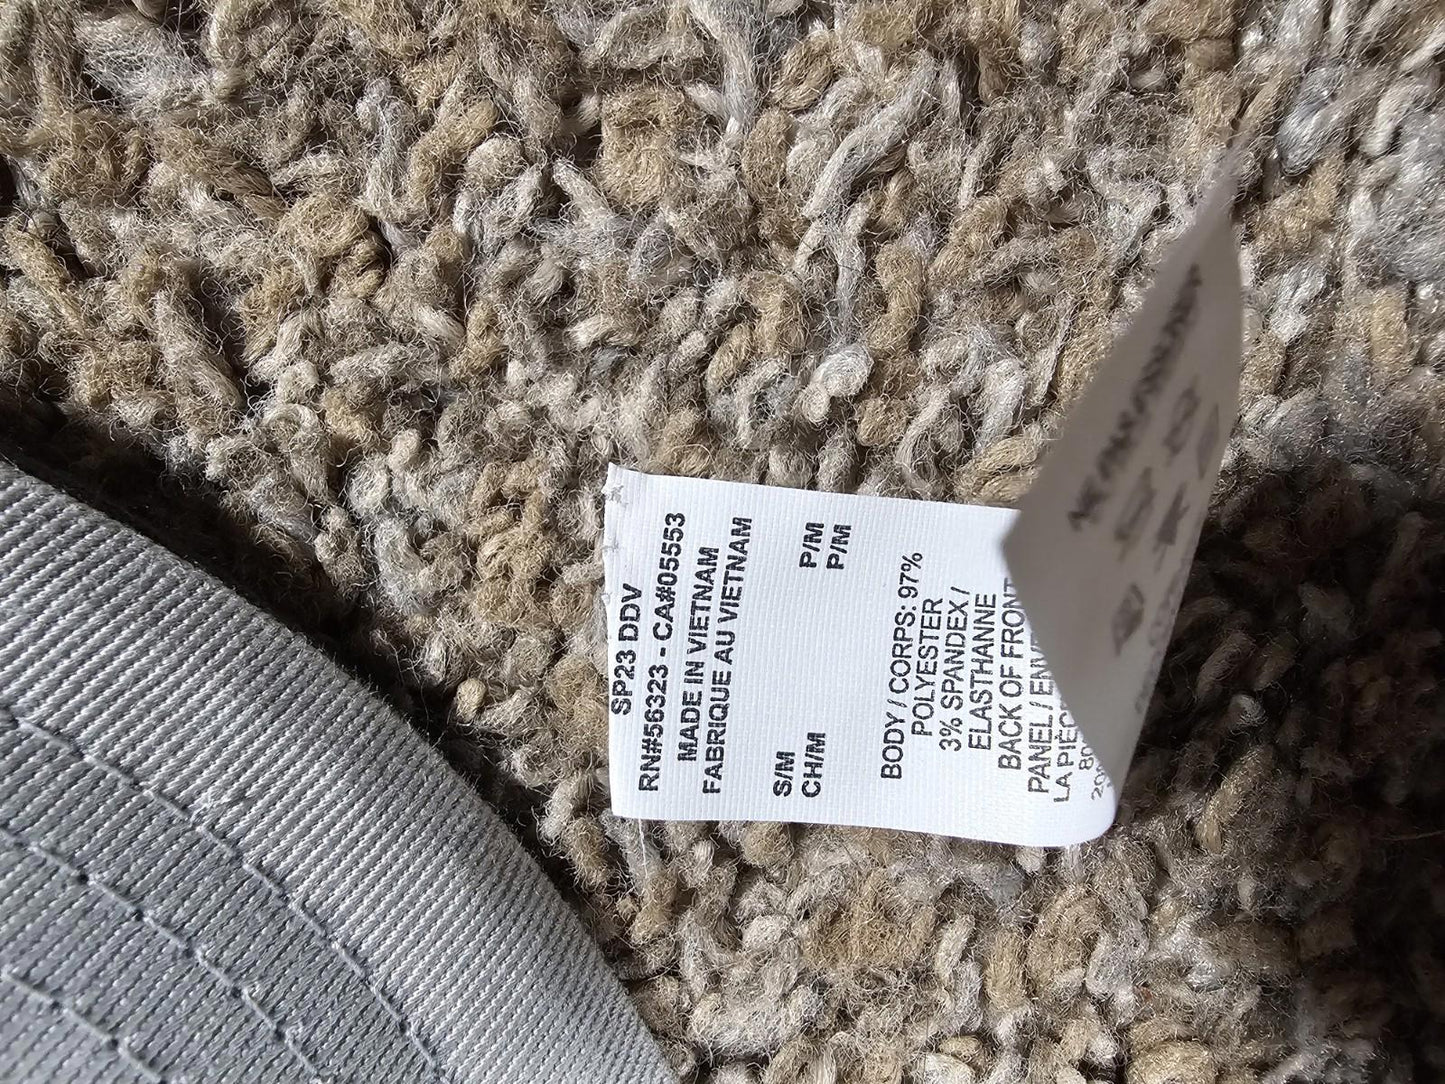 SP23 DDV
RN#56323 - CA#05553
MADE IN VIETNAM
FABRIQUE AU VIETNAM
S/M P/M
CH/M P/M
BODY / CORPS: 97%
POLYESTER
3% SPANDEX /
ELASTHANNE
BACK OF FRONT
PANEL /
LA